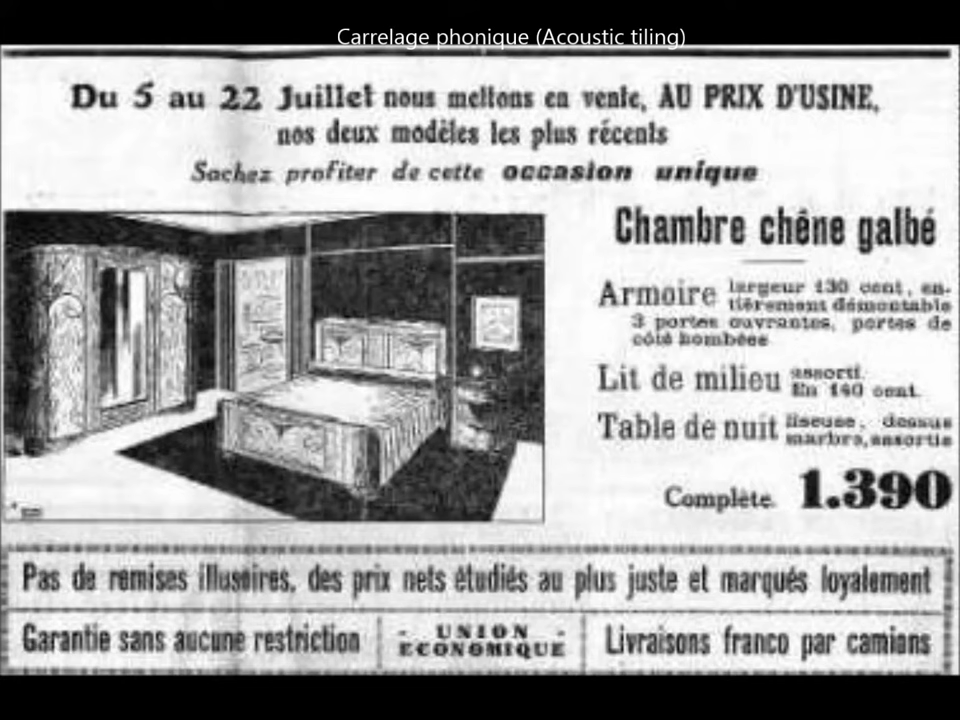 Carrelage phonique (Acoustic tiling)
Du 5 au 22 Juillet nous mettons en vente, AU PRIX D'USINE,
nos deux modèles les plus récents
Sachez profiter de cette occasion unique
Chambre chêne galbé
Armoire largeur 130 cent, en-
tièrement démontable
3 portes ouvrantes, portes de
côté bombées
Lit de milieu assorti.
En 140 cent.
Table de nuit liseuse, dessus
marbre, assortie
Complète. 1.390
Pas de remises illusoires, des prix nets étudiés au plus juste et marqués loyalement
Garantie sans aucune restriction
- UNION -
ÉCONOMIQUE
Livraisons franco par camions